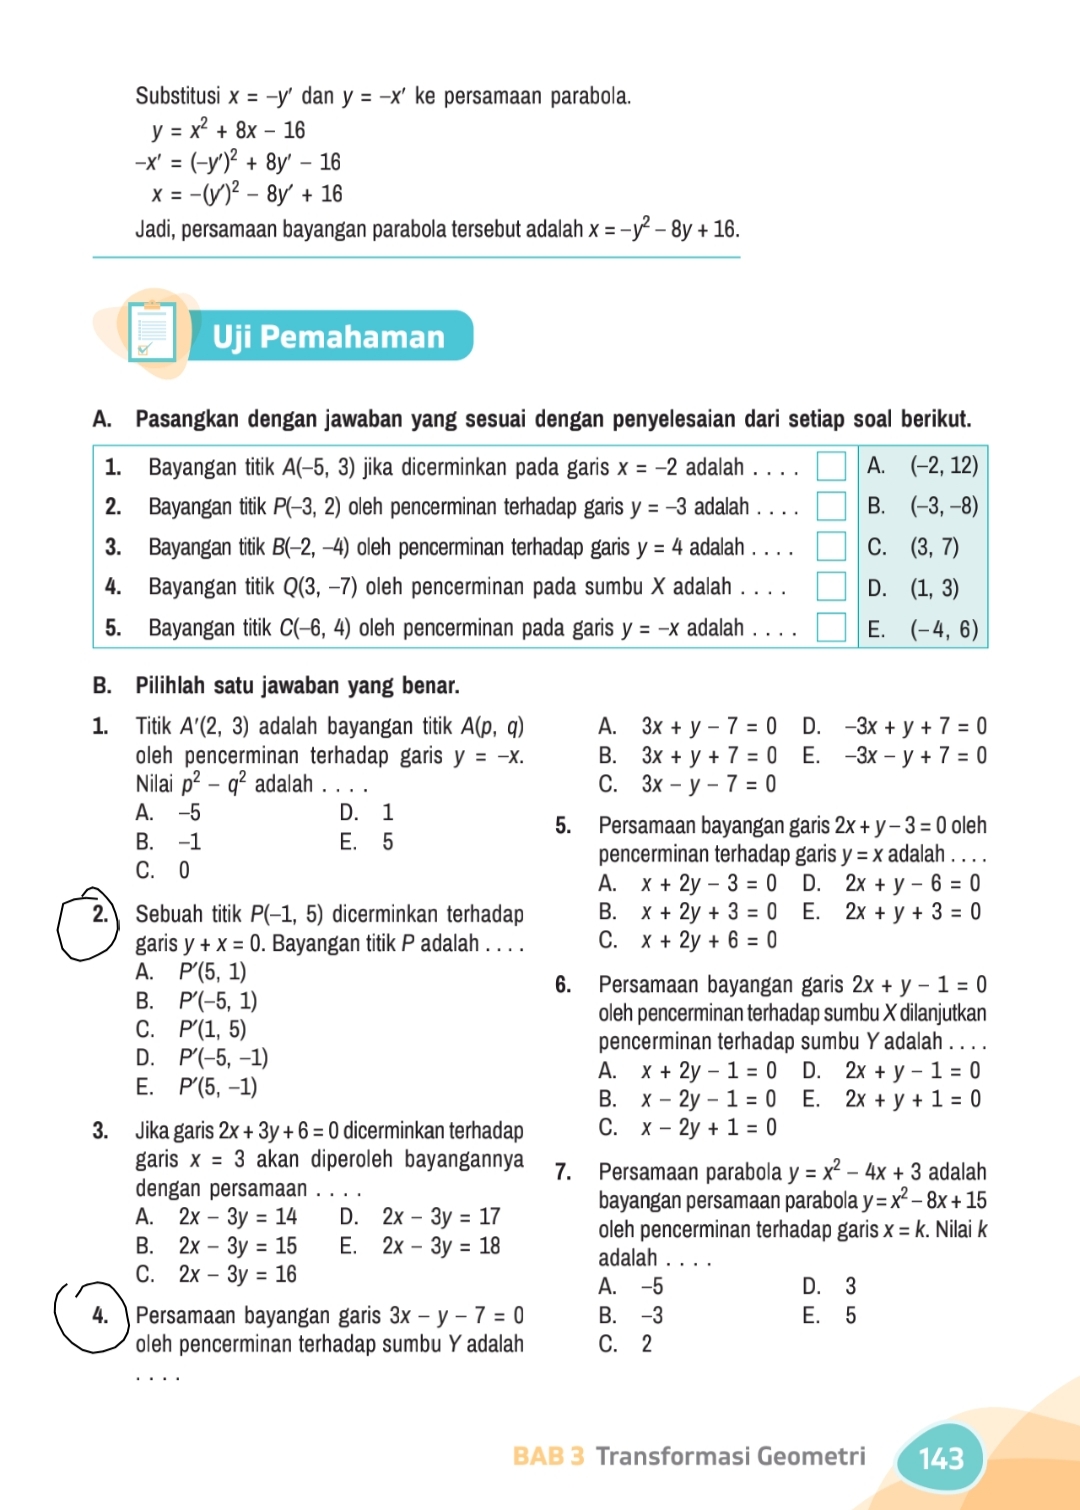 Substitusi x = –y′ dan y = –x′ ke persamaan parabola.
y = x² + 8x – 16
–x′ = (–y′)² + 8y′ – 16
x = –(y′)² – 8y′ + 16
Jadi, persamaan bayangan parabola tersebut adalah x = –y² – 8y + 16.
Uji Pemahaman
A. Pasangkan dengan jawaban yang sesuai dengan penyelesaian dari setiap soal berikut.
1. Bayangan titik A(–5, 3) jika dicerminkan pada garis x = –2 adalah . . . . A. (–2, 12)
2. Bayangan titik P(–3, 2) oleh pencerminan terhadap garis y = –3 adalah . . . . B. (–3, –8)
3. Bayangan titik B(–2, –4) oleh pencerminan terhadap garis y = 4 adalah . . . . C. (3, 7)
4. Bayangan titik Q(3, –7) oleh pencerminan pada sumbu X adalah . . . . D. (1, 3)
5. Bayangan titik C(–6, 4) oleh pencerminan pada garis y = –x adalah . . . . E. (–4, 6)
B. Pilihlah satu jawaban yang benar.
1. Titik A′(2, 3) adalah bayangan titik A(p, q)
oleh pencerminan terhadap garis y = –x.
Nilai p² – q² adalah . . . .
A. –5 D. 1
B. –1 E. 5
C. 0
2. Sebuah titik P(–1, 5) dicerminkan terhadap
garis y + x = 0. Bayangan titik P adalah . . . .
A. P′(5, 1)
B. P′(–5, 1)
C. P′(1, 5)
D. P′(–5, –1)
E. P′(5, –1)
3. Jika garis 2x + 3y + 6 = 0 dicerminkan terhadap
garis x = 3 akan diperoleh bayangannya
dengan persamaan . . . .
A. 2x – 3y = 14 D. 2x – 3y = 17
B. 2x – 3y = 15 E. 2x – 3y = 18
C. 2x – 3y = 16
4. Persamaan bayangan garis 3x – y – 7 = 0
oleh pencerminan terhadap sumbu Y adalah
. . . .
A. 3x + y – 7 = 0 D. –3x + y + 7 = 0
B. 3x + y + 7 = 0 E. –3x – y + 7 = 0
C. 3x – y – 7 = 0
5. Persamaan bayangan garis 2x + y – 3 = 0 oleh
pencerminan terhadap garis y = x adalah . . . .
A. x + 2y – 3 = 0 D. 2x + y – 6 = 0
B. x + 2y + 3 = 0 E. 2x + y + 3 = 0
C. x + 2y + 6 = 0
6. Persamaan bayangan garis 2x + y – 1 = 0
oleh pencerminan terhadap sumbu X dilanjutkan
pencerminan terhadap sumbu Y adalah . . . .
A. x + 2y – 1 = 0 D. 2x + y – 1 = 0
B. x – 2y – 1 = 0 E. 2x + y + 1 = 0
C. x – 2y + 1 = 0
7. Persamaan parabola y = x² – 4x + 3 adalah
bayangan persamaan parabola y = x² – 8x + 15
oleh pencerminan terhadap garis x = k. Nilai k
adalah . . . .
A. –5 D. 3
B. –3 E. 5
C. 2
BAB 3 Transformasi Geometri 143